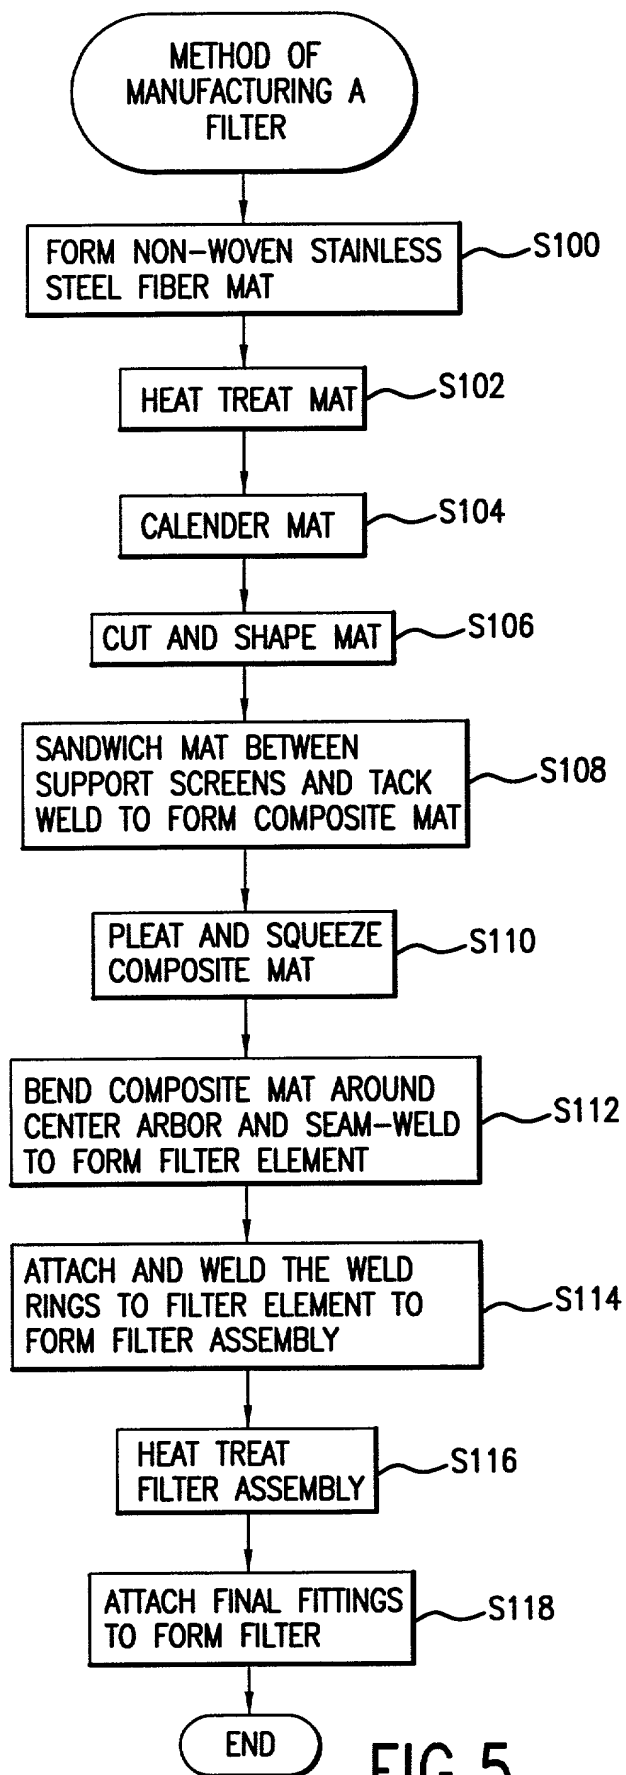 METHOD OF
MANUFACTURING A
FILTER
FORM NON-WOVEN STAINLESS
STEEL FIBER MAT
S100
HEAT TREAT MAT
S102
CALENDER MAT
S104
CUT AND SHAPE MAT
S106
SANDWICH MAT BETWEEN
SUPPORT SCREENS AND TACK
WELD TO FORM COMPOSITE MAT
S108
PLEAT AND SQUEEZE
COMPOSITE MAT
S110
BEND COMPOSITE MAT AROUND
CENTER ARBOR AND SEAM-WELD
TO FORM FILTER ELEMENT
S112
ATTACH AND WELD THE WELD
RINGS TO FILTER ELEMENT TO
FORM FILTER ASSEMBLY
S114
HEAT TREAT
FILTER ASSEMBLY
S116
ATTACH FINAL FITTINGS
TO FORM FILTER
S118
END
FIG.5